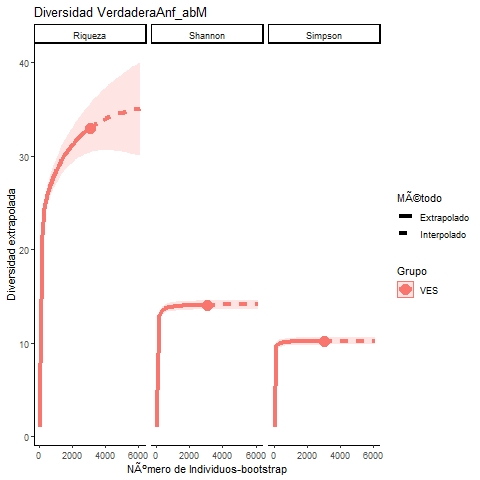 Diversidad VerdaderaAnf_abM
Riqueza
Shannon
Simpson
Diversidad extrapolada
40
30
20
10
0
0 2000 4000 6000
0 2000 4000 6000
0 2000 4000 6000
NÃºmero de Individuos-bootstrap
MÃ©todo
Extrapolado
Interpolado
Grupo
VES